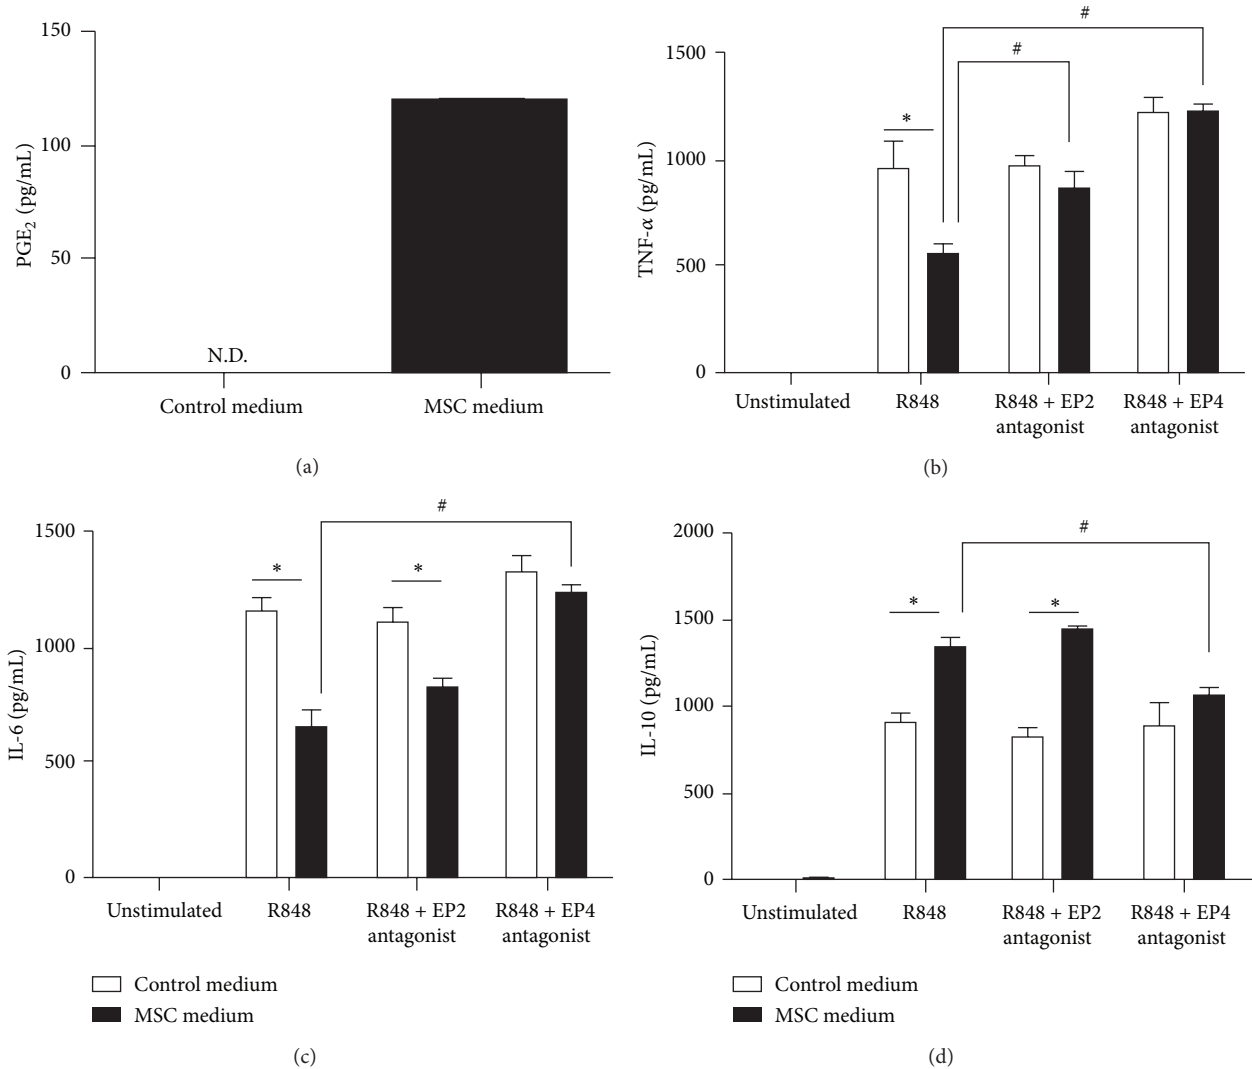 150
100
50
0
PGE2 (pg/mL)
N.D.
Control medium
MSC medium
(a)
1500
1000
500
0
TNF-α (pg/mL)
#
#
*
Unstimulated
R848
R848 + EP2
antagonist
R848 + EP4
antagonist
(b)
1500
1000
500
0
IL-6 (pg/mL)
#
*
*
Unstimulated
R848
R848 + EP2
antagonist
R848 + EP4
antagonist
Control medium
MSC medium
(c)
2000
1500
1000
500
0
IL-10 (pg/mL)
#
*
*
Unstimulated
R848
R848 + EP2
antagonist
R848 + EP4
antagonist
Control medium
MSC medium
(d)